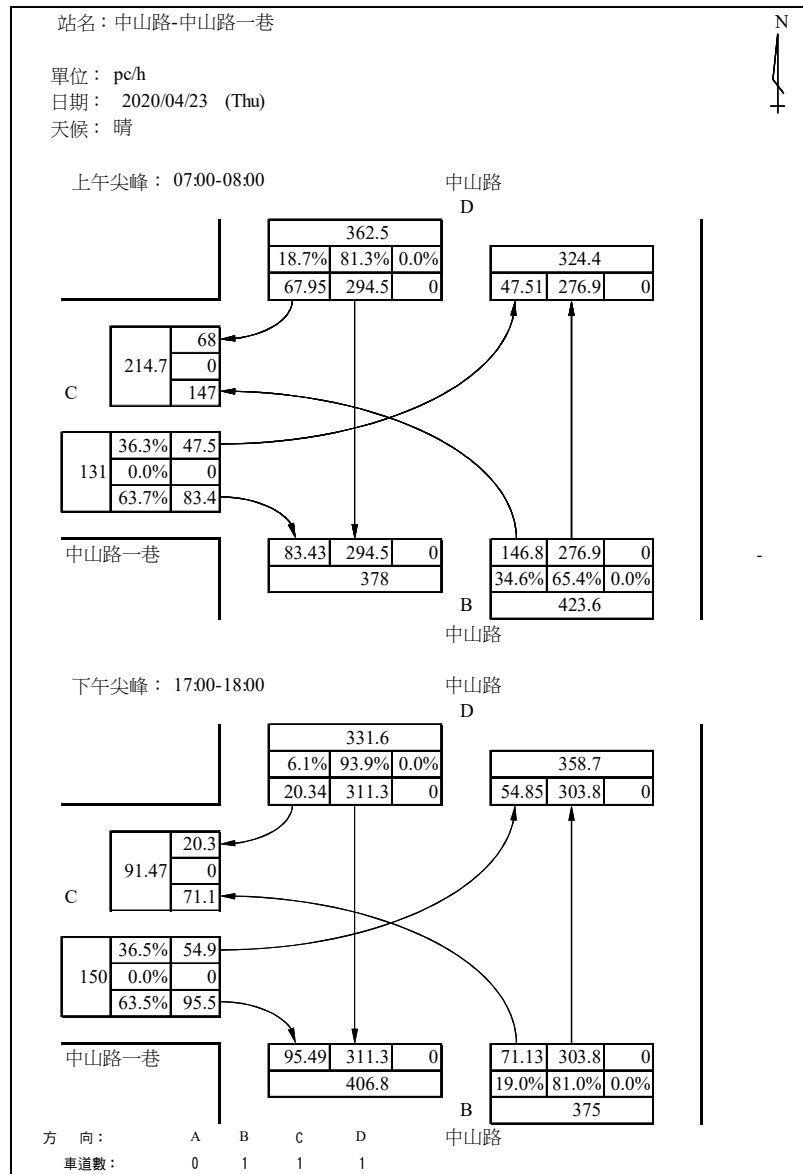 站名：中山路-中山路一巷
N
單位： pc/h
日期： 2020/04/23 (Thu)
天候： 晴
上午尖峰： 07:00-08:00
中山路
D
362.5
18.7% 81.3% 0.0%
67.95 294.5 0
324.4
47.51 276.9 0
68
214.7 0
147
C
36.3% 47.5
131 0.0% 0
63.7% 83.4
中山路一巷
83.43 294.5 0
378
146.8 276.9 0
34.6% 65.4% 0.0%
423.6
-
B
中山路
下午尖峰： 17:00-18:00
中山路
D
331.6
6.1% 93.9% 0.0%
20.34 311.3 0
358.7
54.85 303.8 0
20.3
91.47 0
71.1
C
36.5% 54.9
150 0.0% 0
63.5% 95.5
中山路一巷
95.49 311.3 0
406.8
71.13 303.8 0
19.0% 81.0% 0.0%
375
B
中山路
方 向： A B C D
車道數： 0 1 1 1